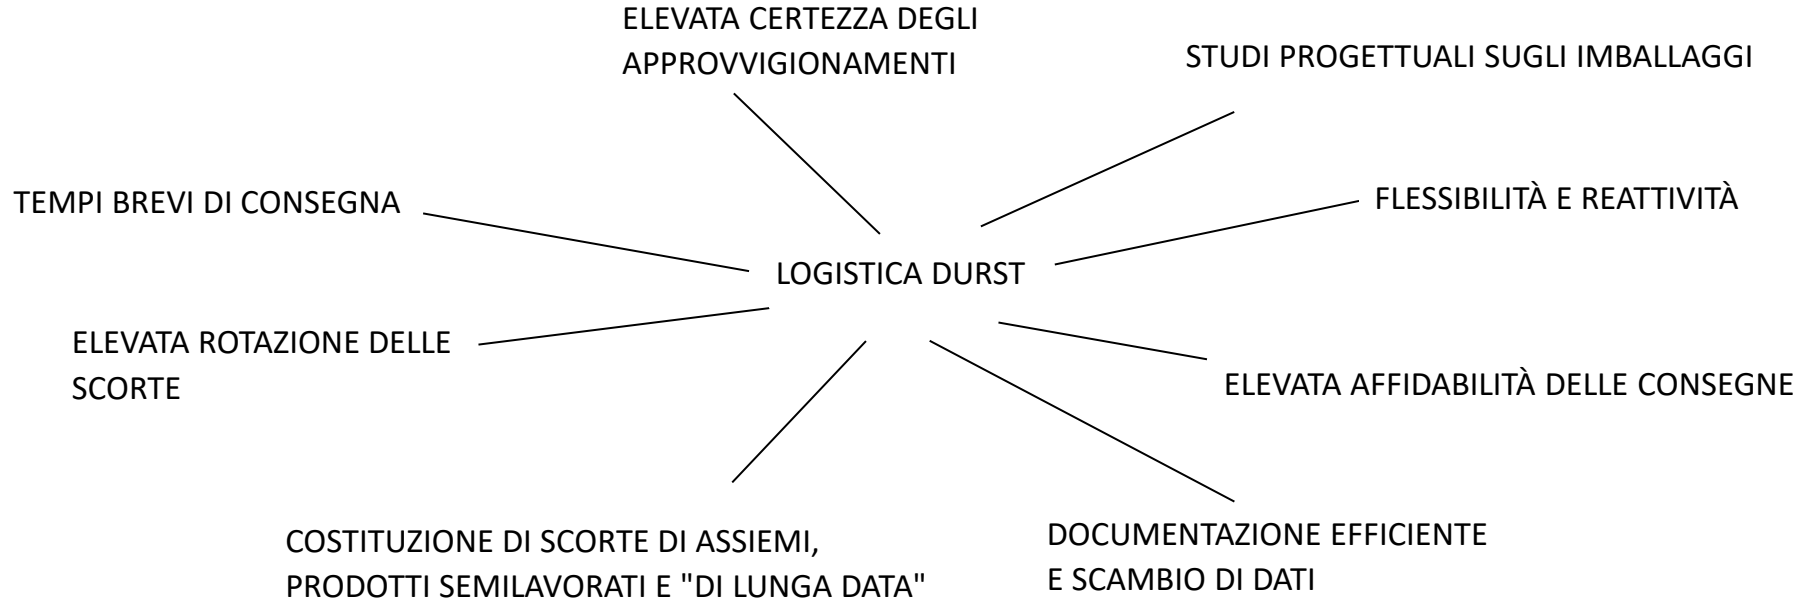 ELEVATA CERTEZZA DEGLI
APPROVVIGIONAMENTI
STUDI PROGETTUALI SUGLI IMBALLAGGI
TEMPI BREVI DI CONSEGNA
FLESSIBILITÀ E REATTIVITÀ
LOGISTICA DURST
ELEVATA ROTAZIONE DELLE
SCORTE
ELEVATA AFFIDABILITÀ DELLE CONSEGNE
COSTITUZIONE DI SCORTE DI ASSIEMI,
PRODOTTI SEMILAVORATI E "DI LUNGA DATA"
DOCUMENTAZIONE EFFICIENTE
E SCAMBIO DI DATI